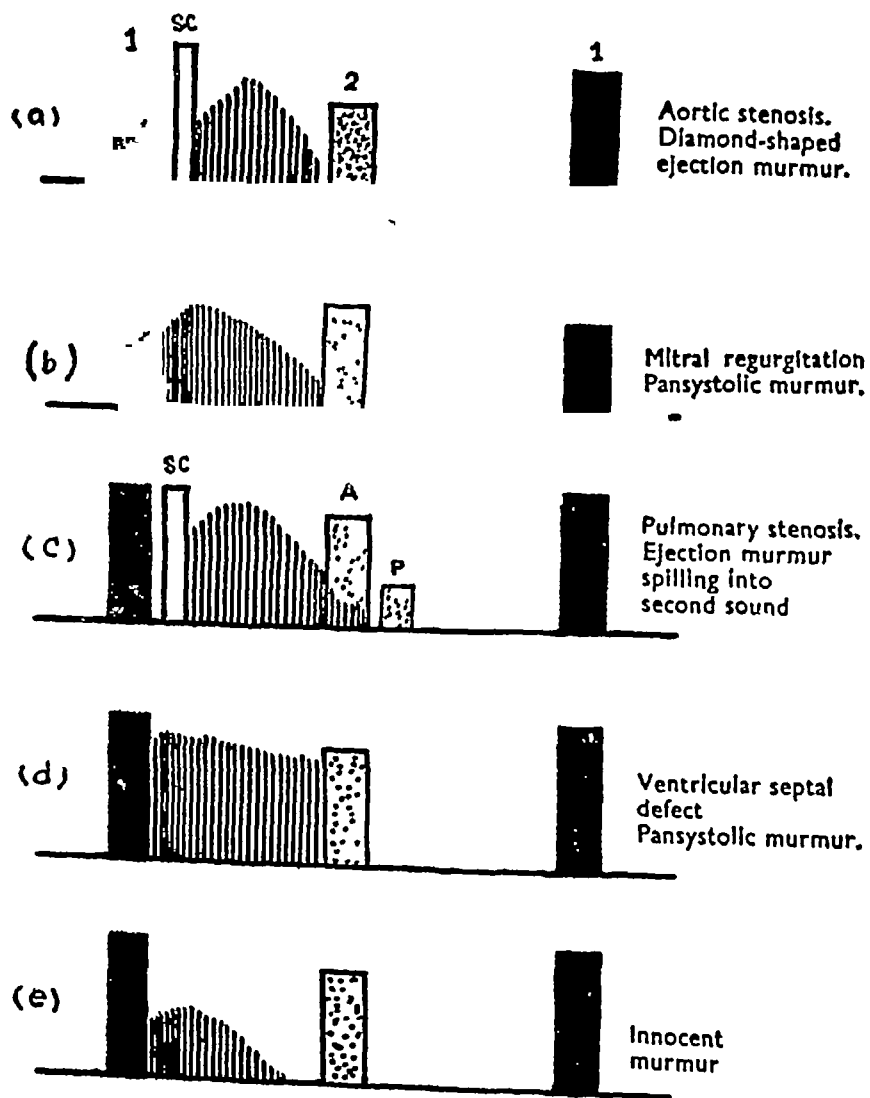 1 SC 2 1
(a)
Aortic stenosis.
Diamond-shaped
ejection murmur.
(b)
Mitral regurgitation
Pansystolic murmur.
SC A P
(c)
Pulmonary stenosis.
Ejection murmur
spilling into
second sound
(d)
Ventricular septal
defect
Pansystolic murmur.
(e)
Innocent
murmur